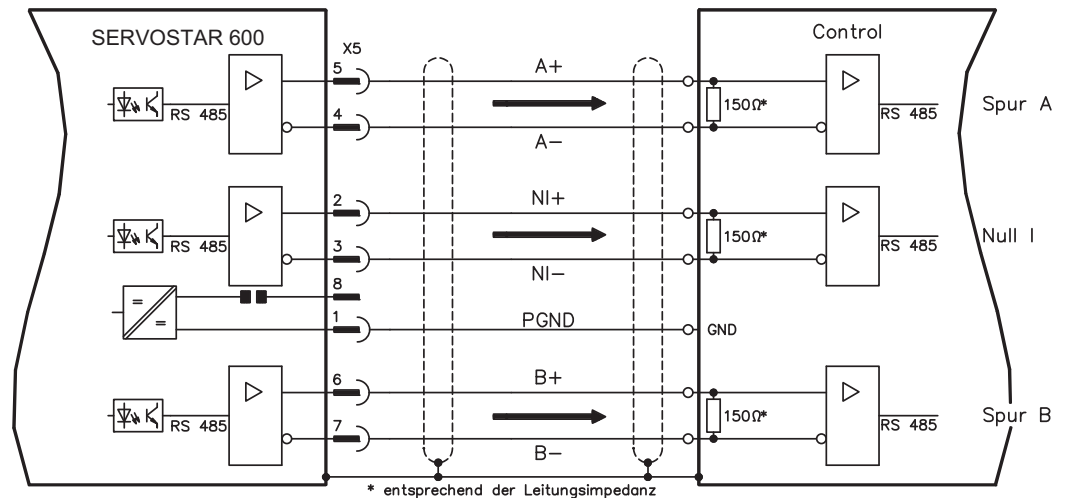 SERVOSTAR 600
X5
Control
5
A+
150Ω*
RS 485
RS 485
Spur A
4
A-
2
NI+
150Ω*
RS 485
RS 485
Null I
3
NI-
8
=
=
1
PGND
GND
6
B+
150Ω*
RS 485
RS 485
Spur B
7
B-
* entsprechend der Leitungsimpedanz